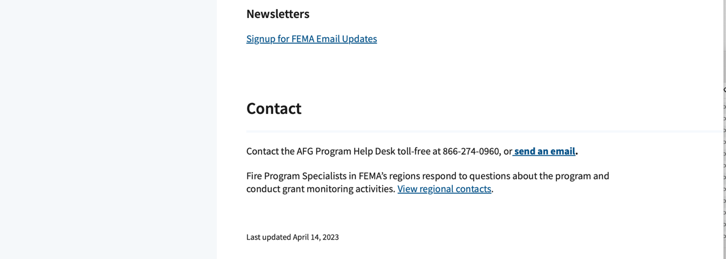 Newsletters
Signup for FEMA Email Updates
Contact
Contact the AFG Program Help Desk toll-free at 866-274-0960, or send an email.
Fire Program Specialists in FEMA's regions respond to questions about the program and
conduct grant monitoring activities. View regional contacts.
Last updated April 14, 2023